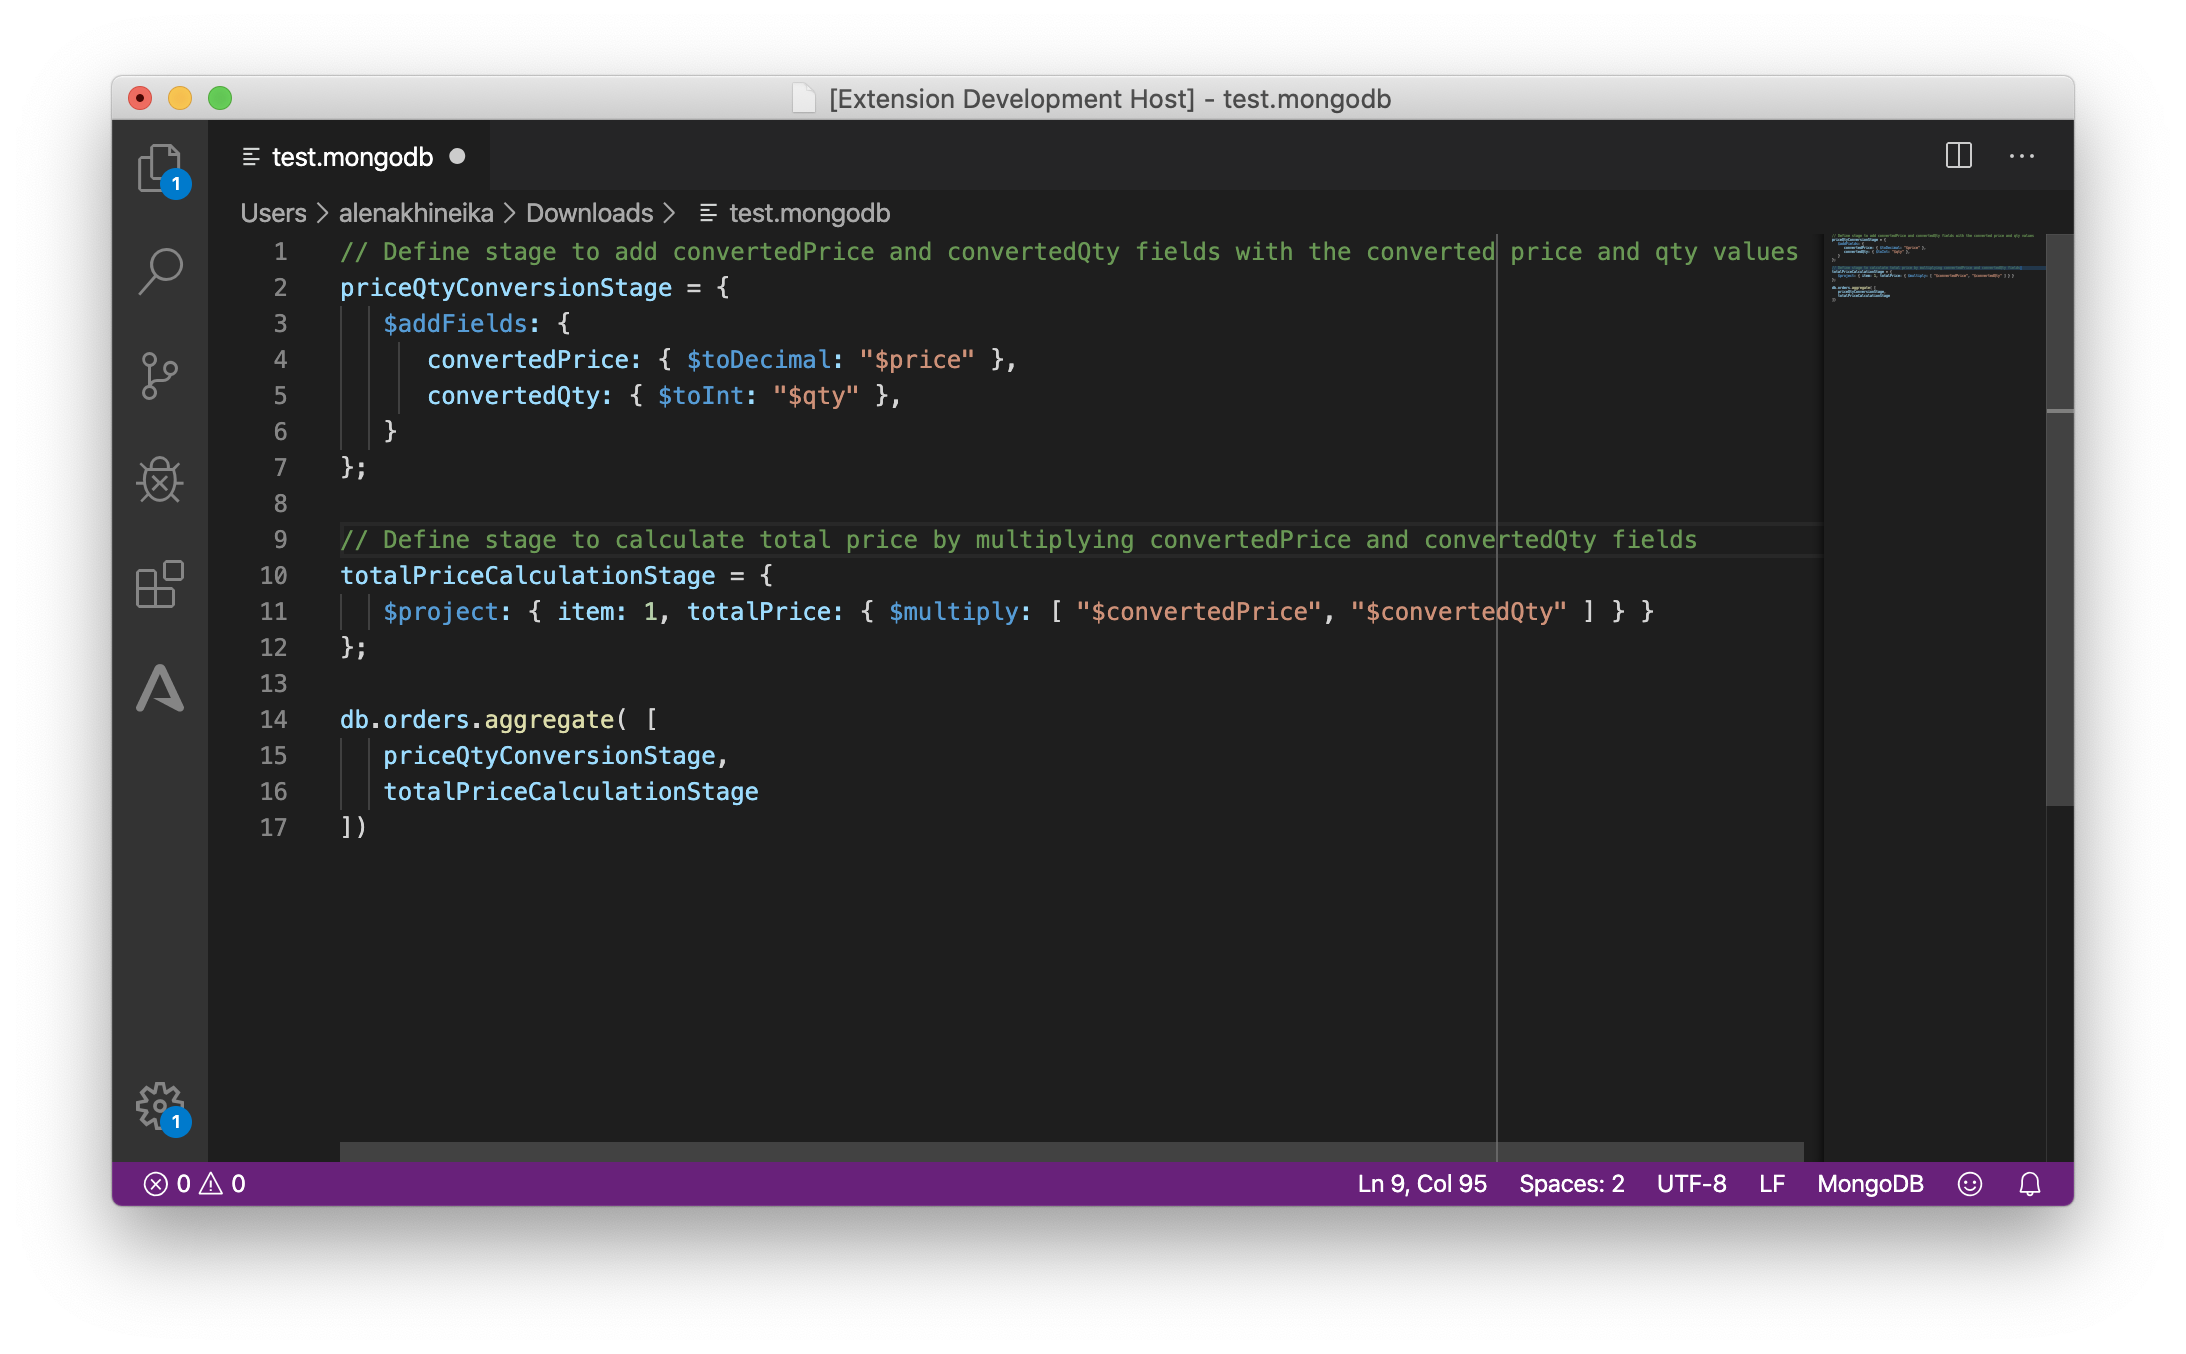 [Extension Development Host] - test.mongodb
test.mongodb
Users > alenakhineika > Downloads > test.mongodb
1 // Define stage to add convertedPrice and convertedQty fields with the converted price and qty values
2 priceQtyConversionStage = {
3 $addFields: {
4 convertedPrice: { $toDecimal: "$price" },
5 convertedQty: { $toInt: "$qty" },
6 }
7 };
8
9 // Define stage to calculate total price by multiplying convertedPrice and convertedQty fields
10 totalPriceCalculationStage = {
11 $project: { item: 1, totalPrice: { $multiply: [ "$convertedPrice", "$convertedQty" ] } }
12 };
13
14 db.orders.aggregate( [
15 priceQtyConversionStage,
16 totalPriceCalculationStage
17 ])
1
1
0 0 Ln 9, Col 95 Spaces: 2 UTF-8 LF MongoDB